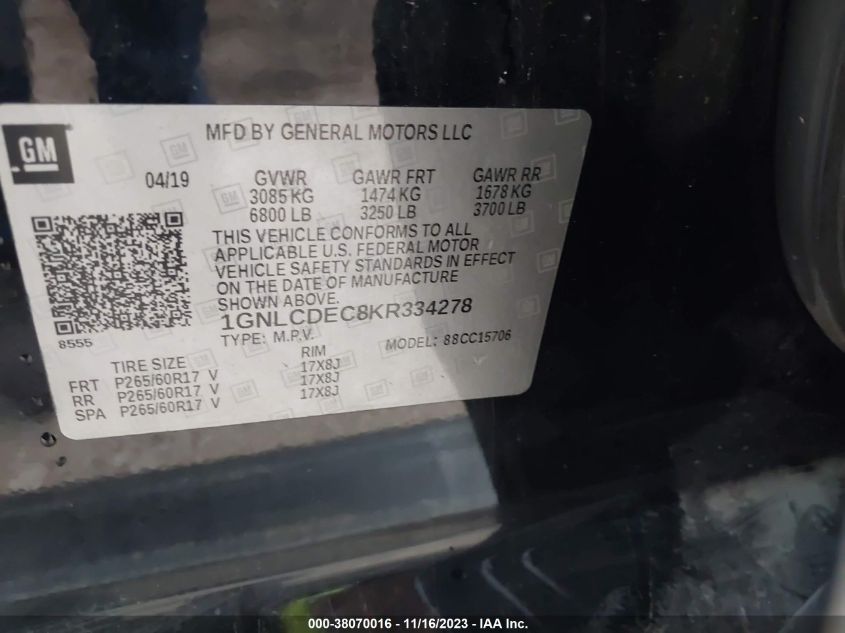 GM
MFD BY GENERAL MOTORS LLC
04/19 GVWR GAWR FRT GAWR RR
3085 KG 1474 KG 1678 KG
6800 LB 3250 LB 3700 LB
THIS VEHICLE CONFORMS TO ALL
APPLICABLE U.S. FEDERAL MOTOR
VEHICLE SAFETY STANDARDS IN EFFECT
ON THE DATE OF MANUFACTURE
SHOWN ABOVE.
1GNLCDEC8KR334278
8555 TYPE: M.P.V. MODEL: 88CC15706
TIRE SIZE RIM
FRT P265/60R17 V 17X8J
RR P265/60R17 V 17X8J
SPA P265/60R17 V 17X8J
000-38070016 - 11/16/2023 - IAA Inc.